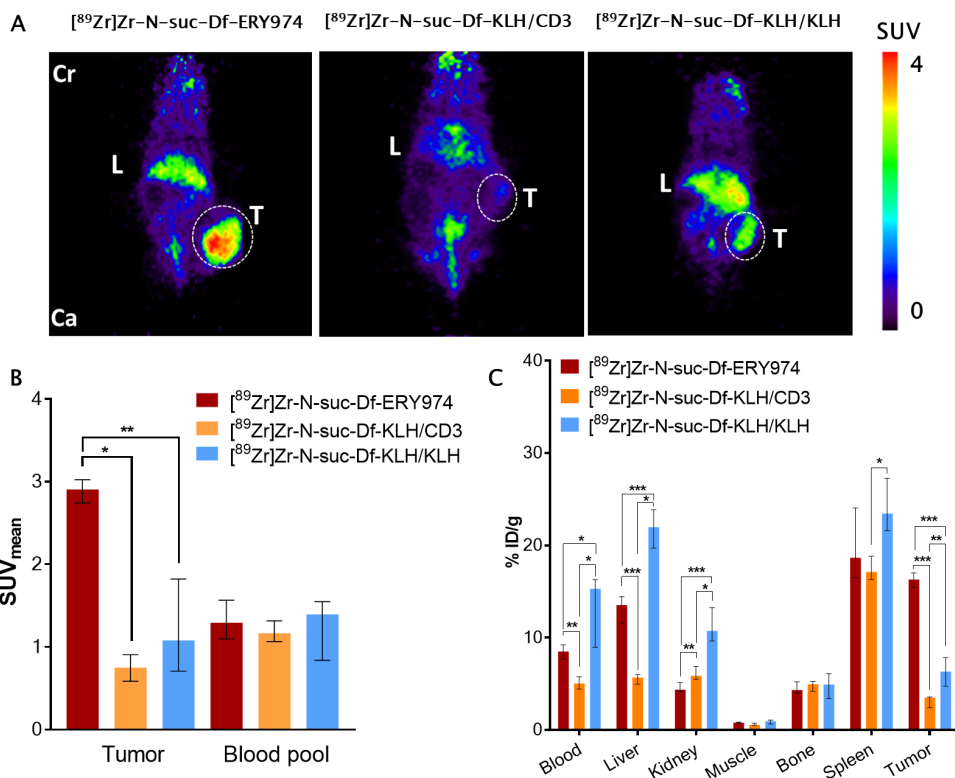 A
[⁸⁹Zr]Zr-N-suc-Df-ERY974
[⁸⁹Zr]Zr-N-suc-Df-KLH/CD3
[⁸⁹Zr]Zr-N-suc-Df-KLH/KLH
SUV
Cr
L
T
Ca
L
T
L
T
4
0
B
[⁸⁹Zr]Zr-N-suc-Df-ERY974
[⁸⁹Zr]Zr-N-suc-Df-KLH/CD3
[⁸⁹Zr]Zr-N-suc-Df-KLH/KLH
SUVmean
4
3
2
1
0
**
*
Tumor
Blood pool
C
[⁸⁹Zr]Zr-N-suc-Df-ERY974
[⁸⁹Zr]Zr-N-suc-Df-KLH/CD3
[⁸⁹Zr]Zr-N-suc-Df-KLH/KLH
% ID/g
40
30
20
10
0
*
*
**
***
*
***
***
*
**
*
***
**
***
Blood
Liver
Kidney
Muscle
Bone
Spleen
Tumor